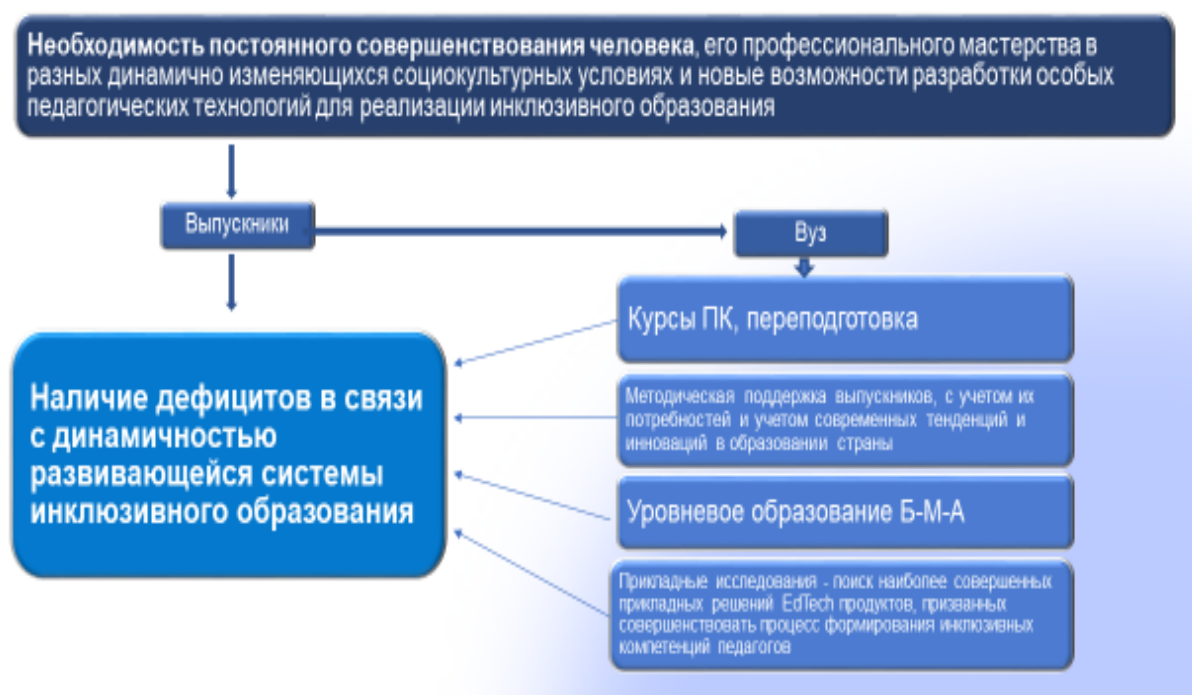 Необходимость постоянного совершенствования человека, его профессионального мастерства в
разных динамично изменяющихся социокультурных условиях и новые возможности разработки особых
педагогических технологий для реализации инклюзивного образования
Выпускники
Вуз
Курсы ПК, переподготовка
Наличие дефицитов в связи
с динамичностью
развивающейся системы
инклюзивного образования
Методическая поддержка выпускников, с учетом их
потребностей и учетом современных тенденций и
инноваций в образовании страны
Уровневое образование Б-М-А
Прикладные исследования - поиск наиболее совершенных
прикладных решений EdTech продуктов, призванных
совершенствовать процесс формирования инклюзивных
компетенций педагогов